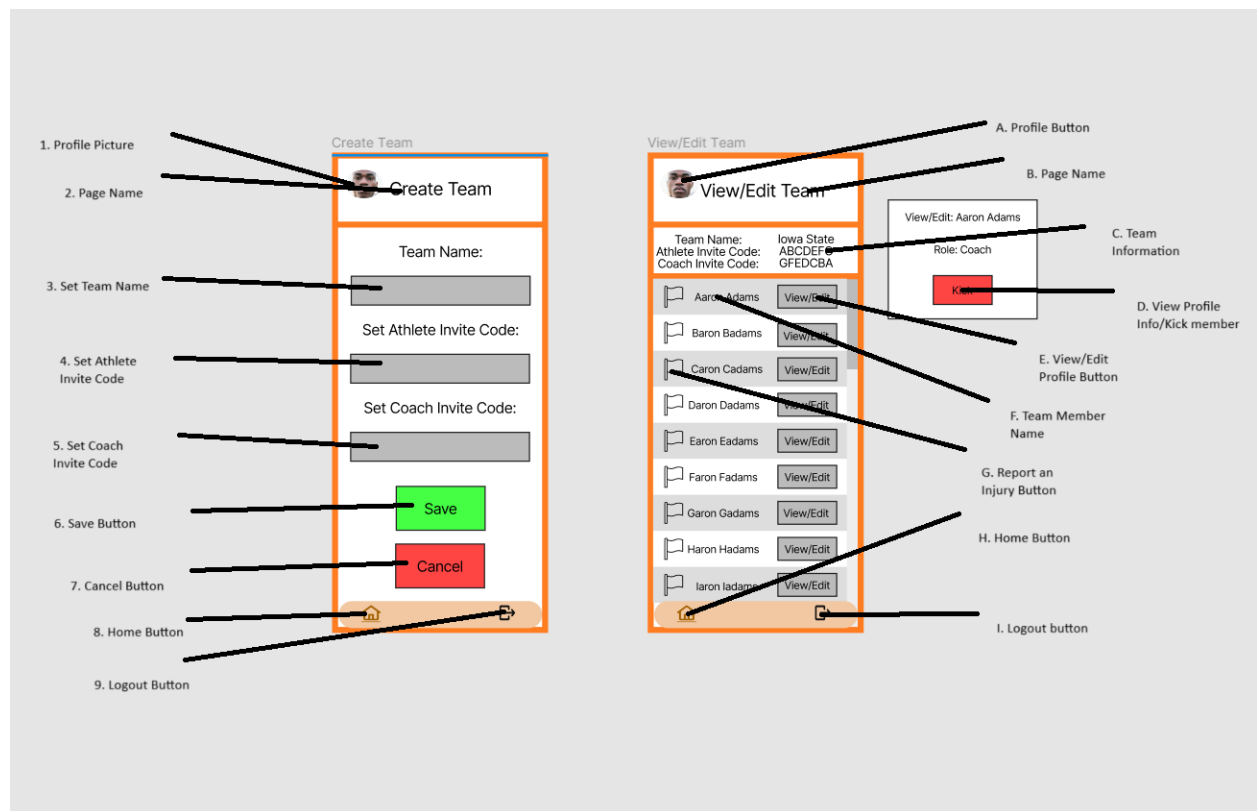 1. Profile Picture
2. Page Name
3. Set Team Name
4. Set Athlete
Invite Code
5. Set Coach
Invite Code
6. Save Button
7. Cancel Button
8. Home Button
9. Logout Button
Create Team
Create Team
Team Name:
Set Athlete Invite Code:
Set Coach Invite Code:
Save
Cancel
View/Edit Team
View/Edit Team
Team Name: Iowa State
Athlete Invite Code: ABCDEFG
Coach Invite Code: GFEDCBA
Aaron Adams View/Edit
Baron Badams View/Edit
Caron Cadams View/Edit
Daron Dadams View/Edit
Earon Eadams View/Edit
Faron Fadams View/Edit
Garon Gadams View/Edit
Haron Hadams View/Edit
Iaron Iadams View/Edit
View/Edit: Aaron Adams
Role: Coach
Kick
A. Profile Button
B. Page Name
C. Team
Information
D. View Profile
Info/Kick member
E. View/Edit
Profile Button
F. Team Member
Name
G. Report an
Injury Button
H. Home Button
I. Logout button